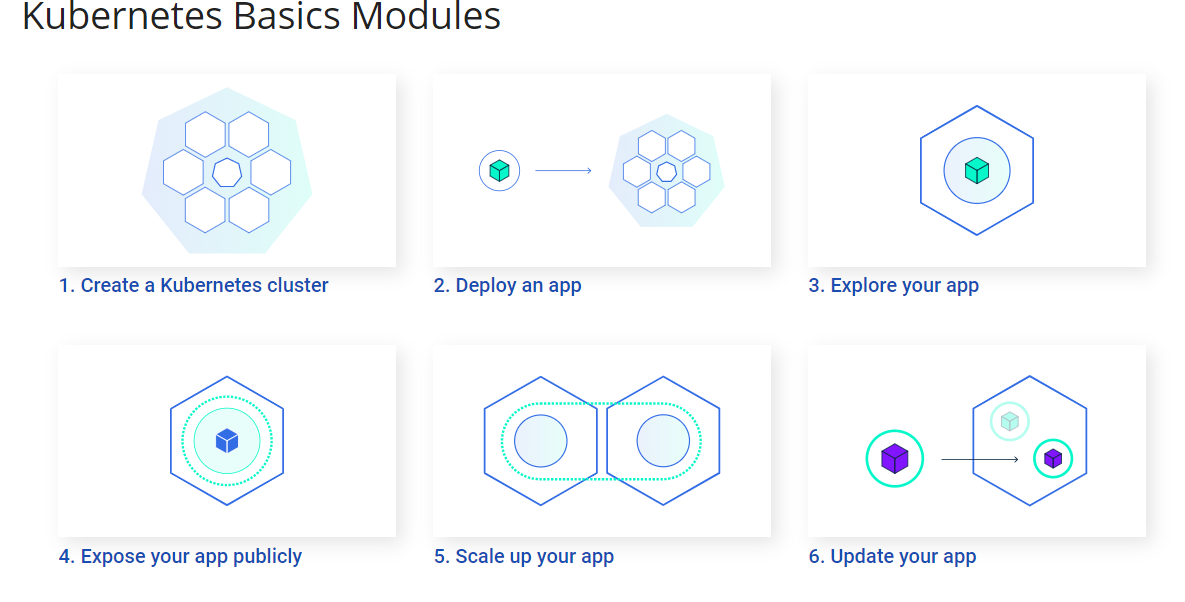 Kubernetes Basics Modules
1. Create a Kubernetes cluster
2. Deploy an app
3. Explore your app
4. Expose your app publicly
5. Scale up your app
6. Update your app